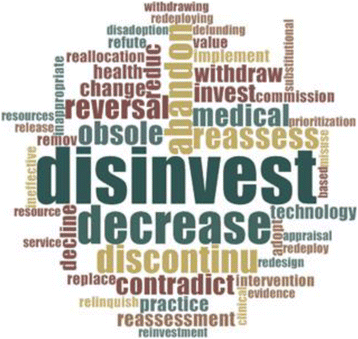 withdrawing
redeploying
disadoption
defunding
refute
value
substitutional
reallocation
reduc
abandon
implement
inappropriate
health
withdraw
change
invest
commission
resources
reversal
medical
prioritization
release
obsole
reassess
misuse
remov
ineffective
disinvest
based
resource
decrease
technology
decline
adopt
appraisal
service
discontinu
redeploy
redesign
replace
contradict
intervention
relinquish
practice
clinical
evidence
reassessment
reinvestment